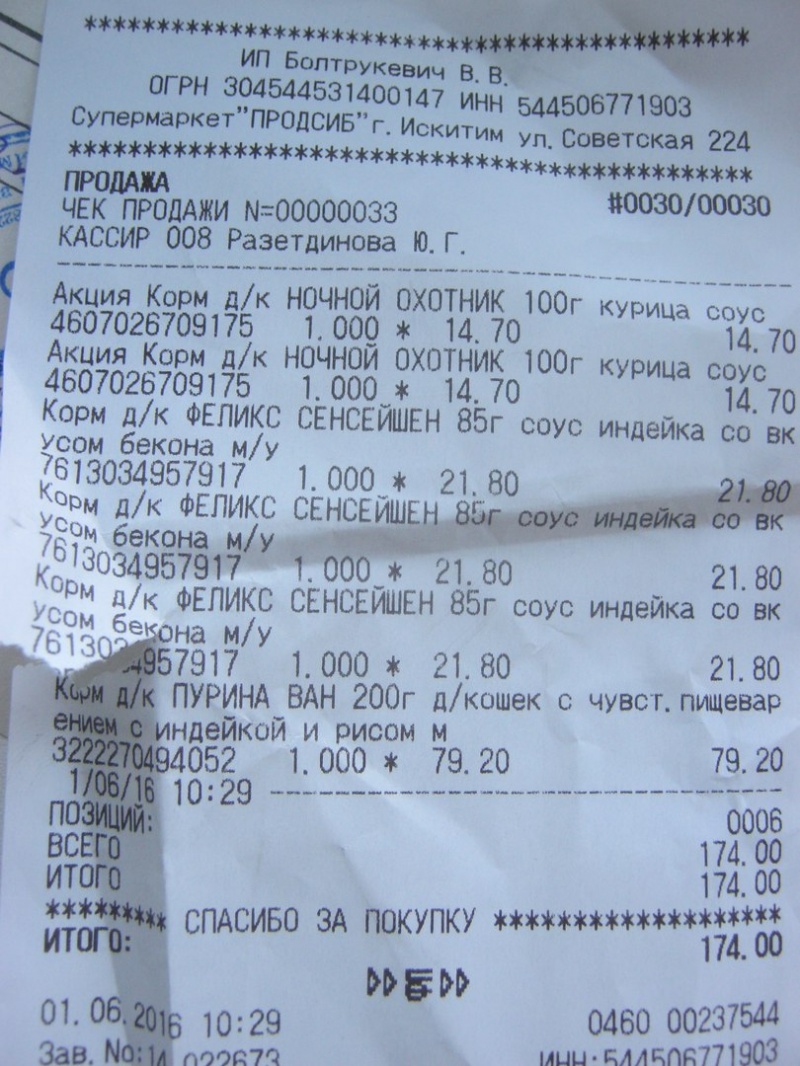 ************************************************
ИП Болтрукевич В. В.
ОГРН 304544531400147 ИНН 544506771903
Супермаркет"ПРОДСИБ"г. Искитим ул. Советская 224
************************************************
ПРОДАЖА
ЧЕК ПРОДАЖИ N=00000033 #0030/00030
КАССИР 008 Разетдинова Ю. Г.
Акция Корм д/к НОЧНОЙ ОХОТНИК 100г курица соус
4607026709175 1.000 * 14.70 14.70
Акция Корм д/к НОЧНОЙ ОХОТНИК 100г курица соус
4607026709175 1.000 * 14.70 14.70
Корм д/к ФЕЛИКС СЕНСЕЙШЕН 85г соус индейка со вк
усом бекона м/у
7613034957917 1.000 * 21.80 21.80
Корм д/к ФЕЛИКС СЕНСЕЙШЕН 85г соус индейка со вк
усом бекона м/у
7613034957917 1.000 * 21.80 21.80
Корм д/к ФЕЛИКС СЕНСЕЙШЕН 85г соус индейка со вк
усом бекона м/у
7613034957917 1.000 * 21.80 21.80
Корм д/к ПУРИНА ВАН 200г д/кошек с чувст. пищевар
ением с индейкой и рисом м
3222270494052 1.000 * 79.20 79.20
1/06/16 10:29
ПОЗИЦИЙ: 0006
ВСЕГО 174.00
ИТОГО 174.00
********* СПАСИБО ЗА ПОКУПКУ *******************
ИТОГО: 174.00
01.06.2016 10:29 0460 00237544
Зав. No:14 022673 ИНН:544506771903